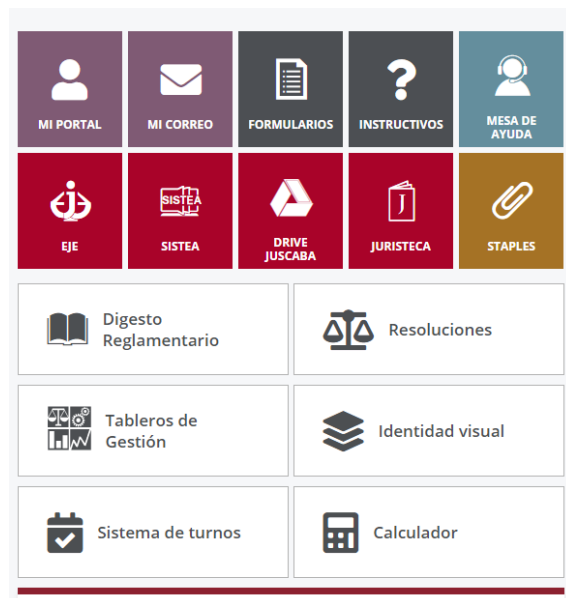 MI PORTAL
MI CORREO
FORMULARIOS
INSTRUCTIVOS
MESA DE
AYUDA
eje
EJE
SISTEA
SISTEA
DRIVE
JUSCABA
J
JURISTECA
STAPLES
Digesto
Reglamentario
Resoluciones
Tableros de
Gestión
Identidad visual
Sistema de turnos
Calculador